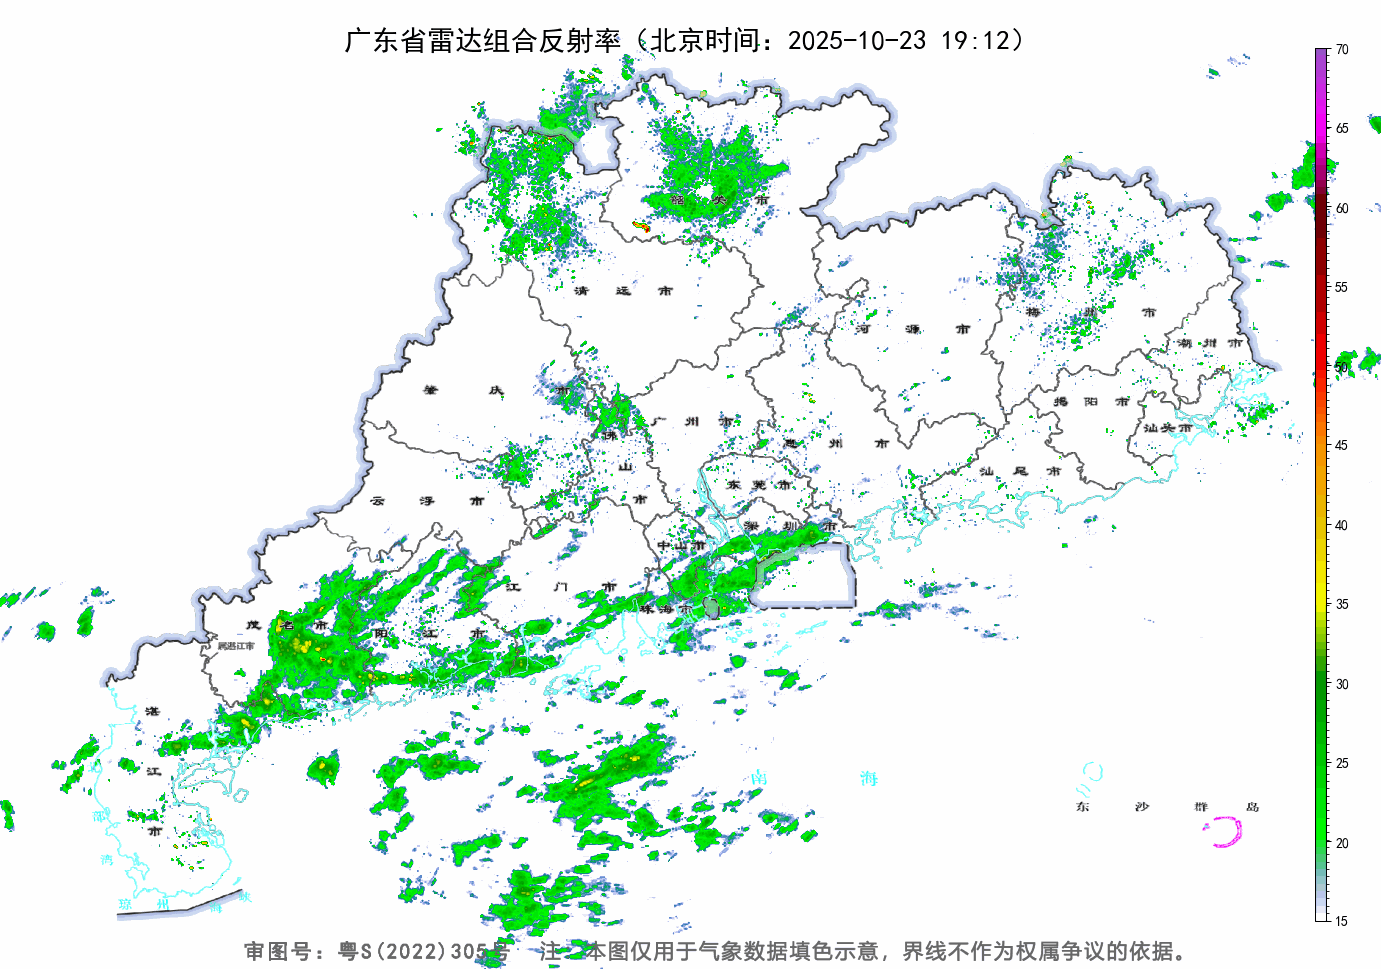 广东省雷达组合反射率（北京时间：2025-10-23 19:12）
70
65
60
55
50
45
40
35
30
25
20
15
韶关市
清远市
河源市
梅州市
潮州市
肇庆市
广州市
揭阳市
汕头市
佛山市
惠州市
汕尾市
云浮市
东莞市
深圳市
中山市
江门市
珠海市
茂名市
阳江市
属湛江市
湛江市
南海
东沙群岛
部湾
琼州海峡
审图号：粤S(2022)305号 注：本图仅用于气象数据填色示意，界线不作为权属争议的依据。